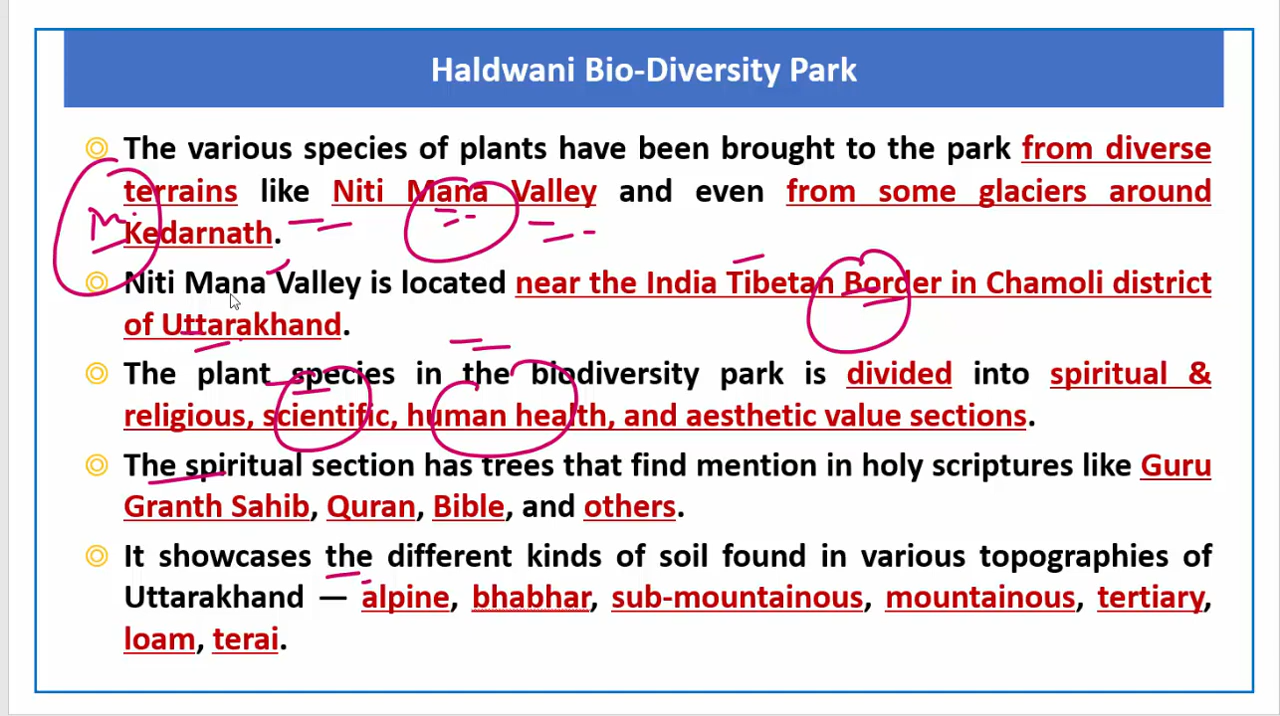 Haldwani Bio-Diversity Park
The various species of plants have been brought to the park from diverse
terrains like Niti Mana Valley and even from some glaciers around
Kedarnath.
Niti Mana Valley is located near the India Tibetan Border in Chamoli district
of Uttarakhand.
The plant species in the biodiversity park is divided into spiritual &
religious, scientific, human health, and aesthetic value sections.
The spiritual section has trees that find mention in holy scriptures like Guru
Granth Sahib, Quran, Bible, and others.
It showcases the different kinds of soil found in various topographies of
Uttarakhand — alpine, bhabhar, sub-mountainous, mountainous, tertiary,
loam, terai.